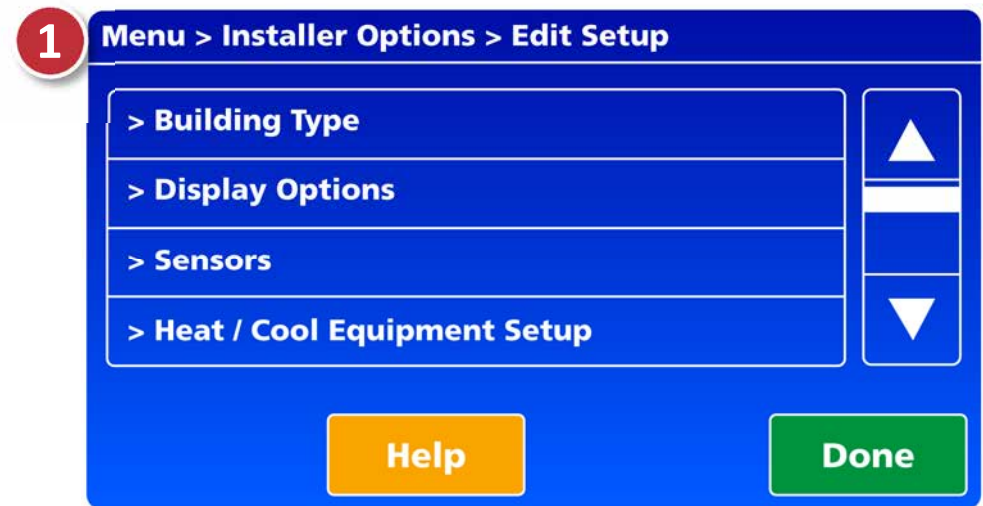 1
Menu > Installer Options > Edit Setup
> Building Type
> Display Options
> Sensors
> Heat / Cool Equipment Setup
Help
Done